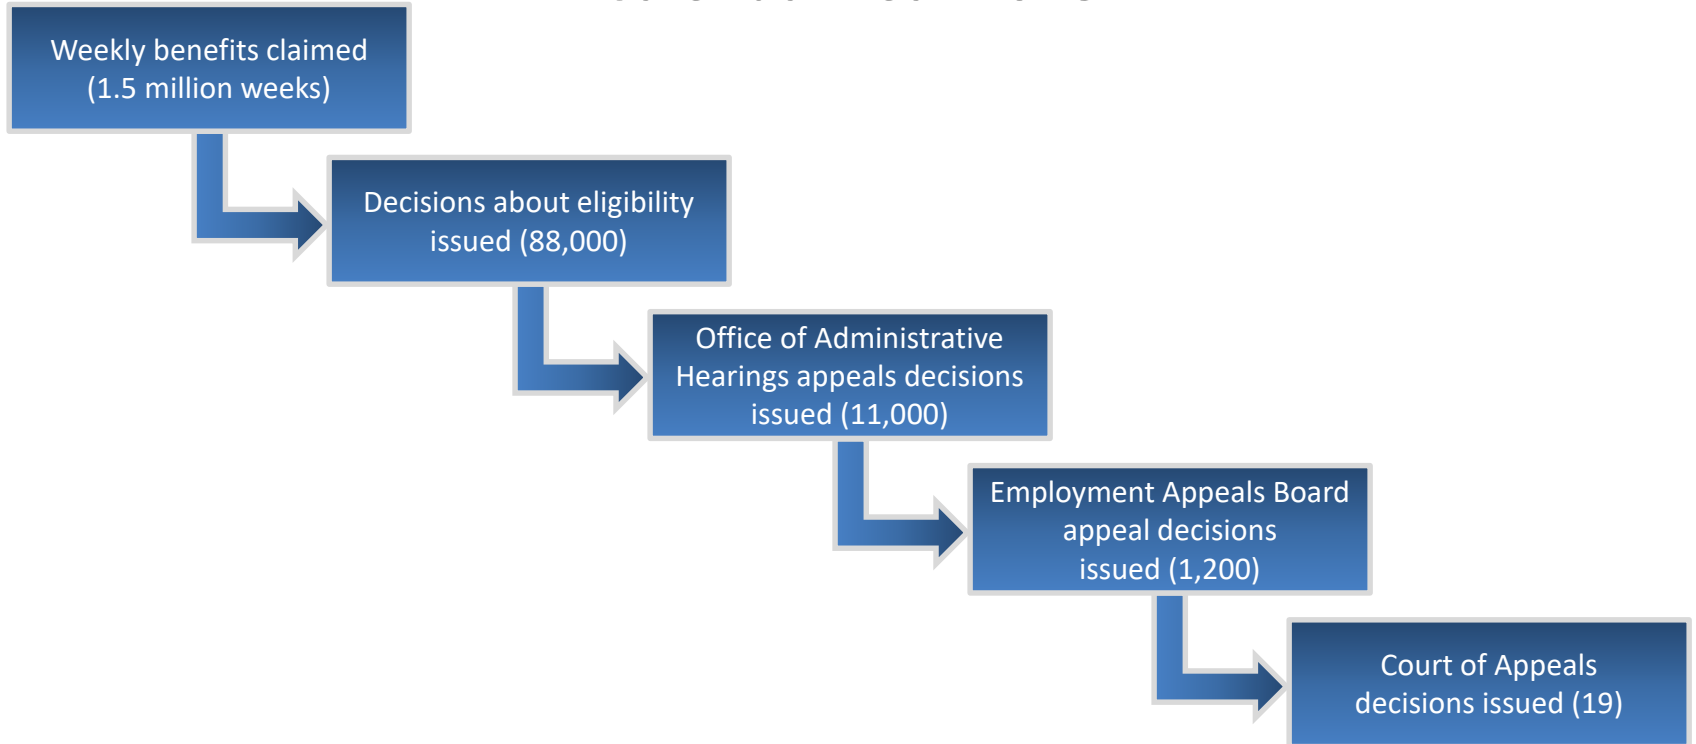 Weekly benefits claimed
(1.5 million weeks)
Decisions about eligibility
issued (88,000)
Office of Administrative
Hearings appeals decisions
issued (11,000)
Employment Appeals Board
appeal decisions
issued (1,200)
Court of Appeals
decisions issued (19)